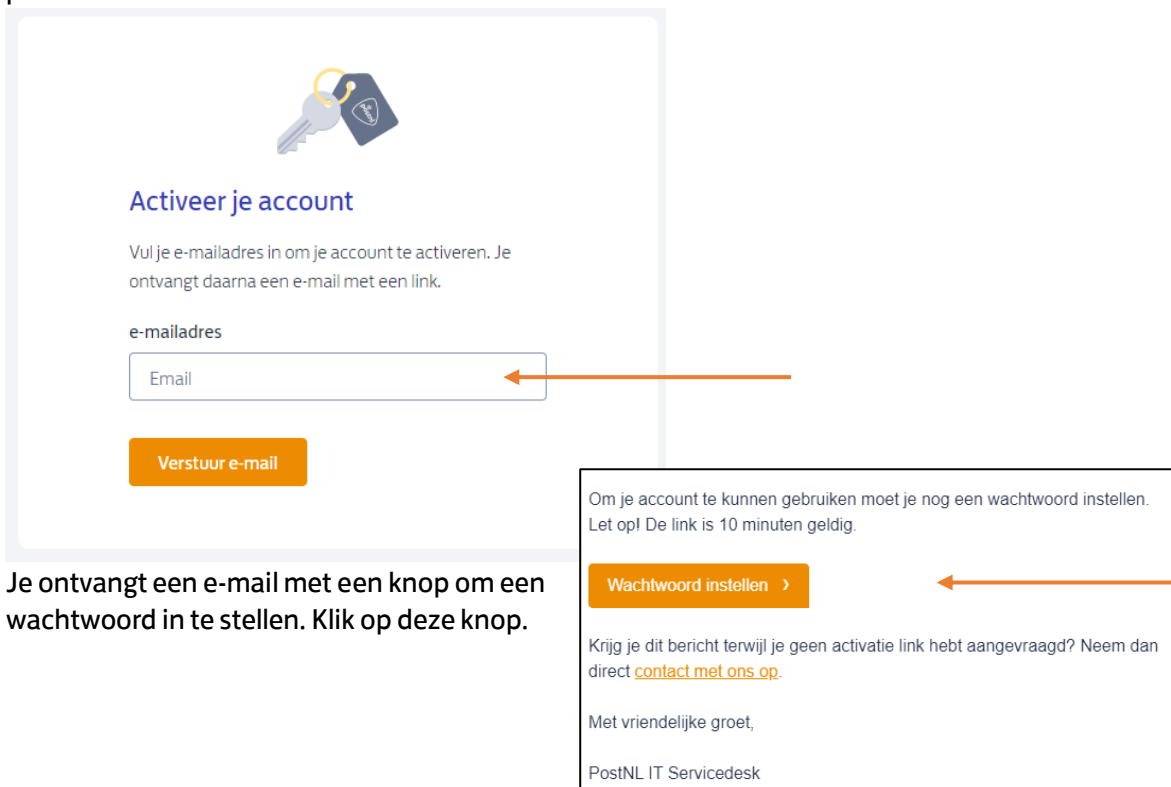 postnl
Activeer je account
Vul je e-mailadres in om je account te activeren. Je
ontvangt daarna een e-mail met een link.
e-mailadres
Email
Verstuur e-mail
Je ontvangt een e-mail met een knop om een
wachtwoord in te stellen. Klik op deze knop.
Om je account te kunnen gebruiken moet je nog een wachtwoord instellen.
Let op! De link is 10 minuten geldig.
Wachtwoord instellen ›
Krijg je dit bericht terwijl je geen activatie link hebt aangevraagd? Neem dan
direct contact met ons op.
Met vriendelijke groet,
PostNL IT Servicedesk